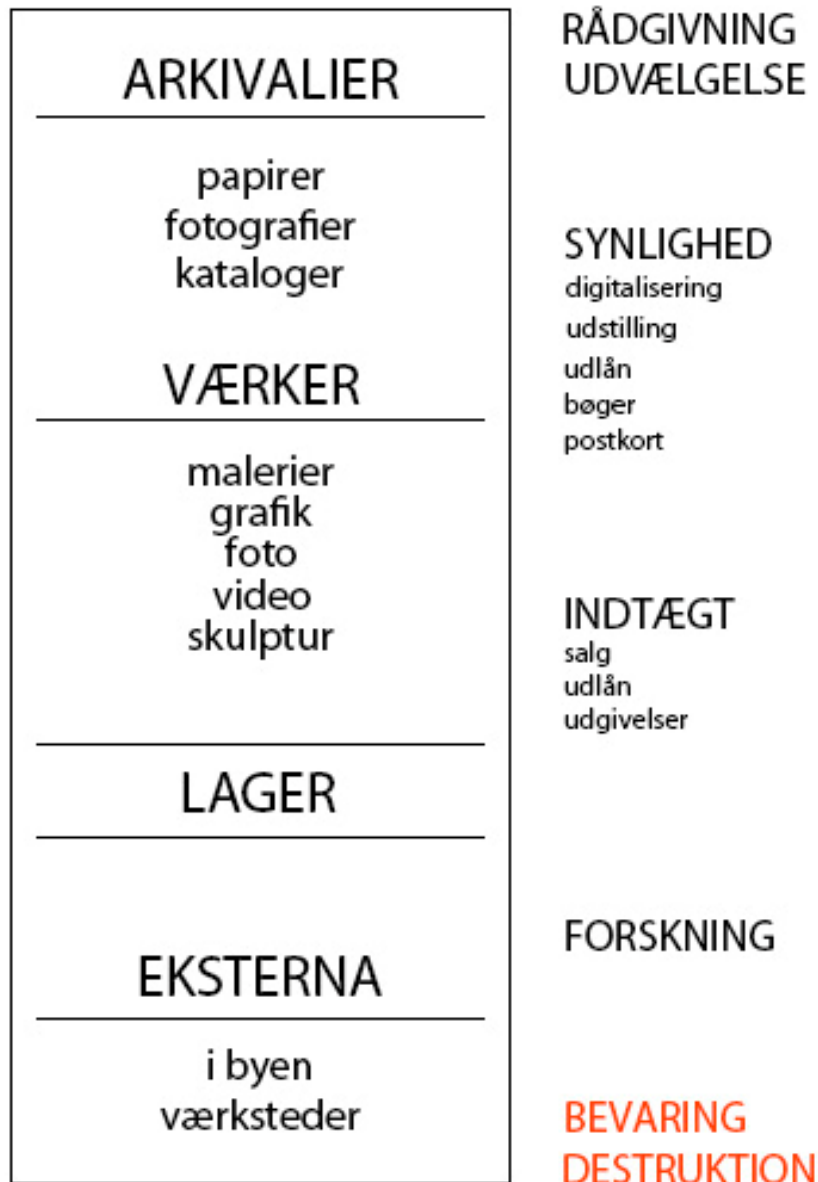 ARKIVALIER
papirer
fotografier
kataloger
VÆRKER
malerier
grafik
foto
video
skulptur
LAGER
EKSTERNA
i byen
værksteder
RÅDGIVNING
UDVÆLGELSE
SYNLIGHED
digitalisering
udstilling
udlån
bøger
postkort
INDTÆGT
salg
udlån
udgivelser
FORSKNING
BEVARING
DESTRUKTION